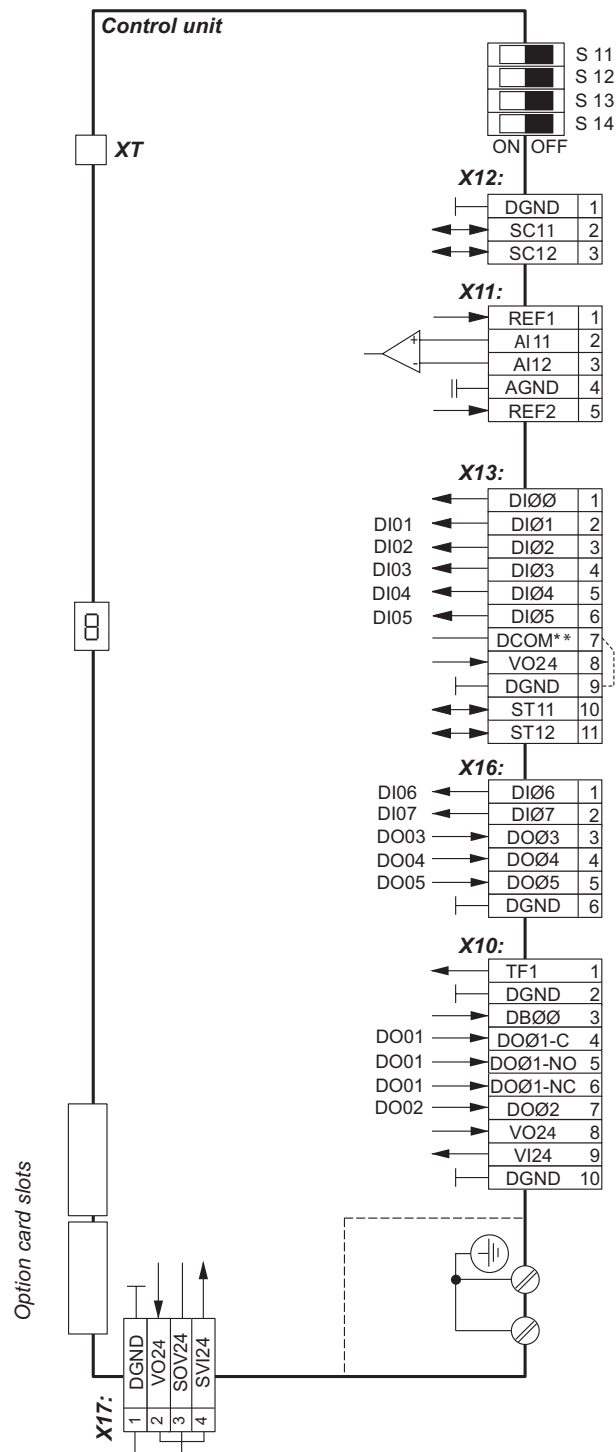 Control unit
S 11
S 12
S 13
S 14
ON OFF
XT
X12:
DGND 1
SC11 2
SC12 3
X11:
REF1 1
+ AI11 2
- AI12 3
AGND 4
REF2 5
X13:
DIØØ 1
DI01 DIØ1 2
DI02 DIØ2 3
DI03 DIØ3 4
DI04 DIØ4 5
DI05 DIØ5 6
DCOM** 7
VO24 8
DGND 9
ST11 10
ST12 11
8
X16:
DI06 DIØ6 1
DI07 DIØ7 2
DO03 DOØ3 3
DO04 DOØ4 4
DO05 DOØ5 5
DGND 6
X10:
TF1 1
DGND 2
DBØØ 3
DO01 DOØ1-C 4
DO01 DOØ1-NO 5
DO01 DOØ1-NC 6
DO02 DOØ2 7
VO24 8
VI24 9
DGND 10
Option card slots
X17:
1 DGND
2 VO24
3 SOV24
4 SVI24